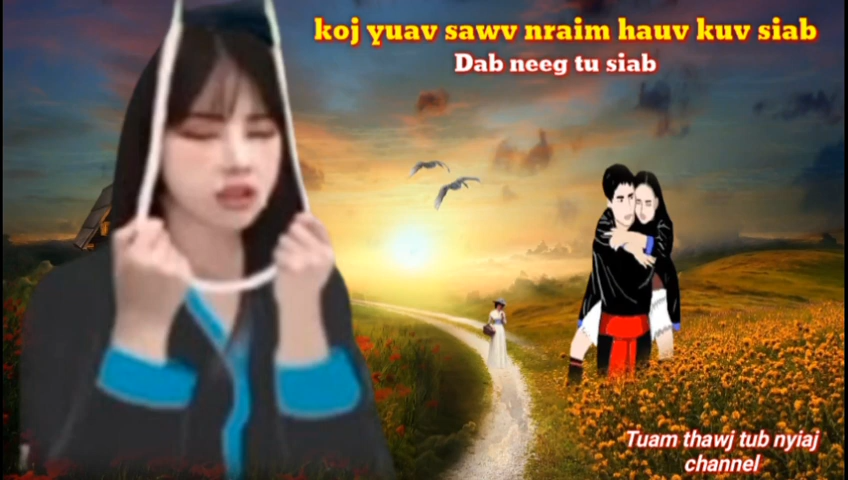 koj yuav sawv nraim hauv kuv siab
Dab neeg tu siab
Tuam thawj tub nyiaj
channel